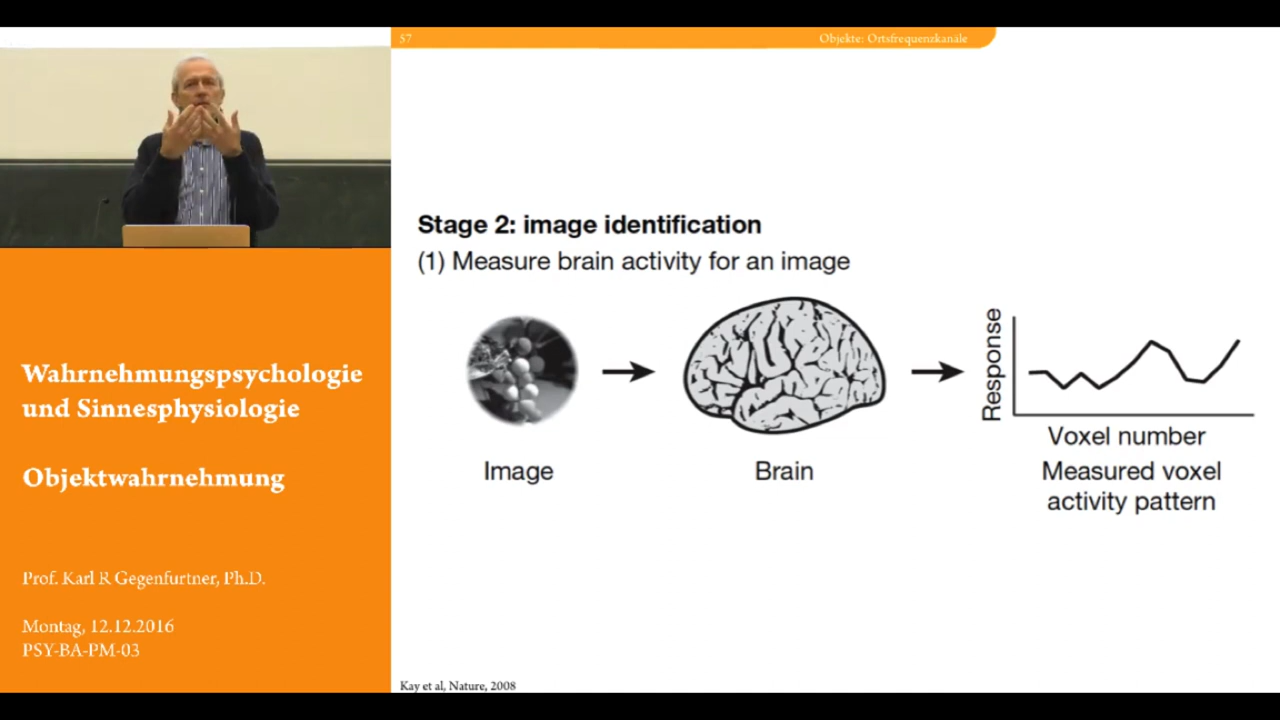 57
Objekte: Ortsfrequenzkanäle
Stage 2: image identification
(1) Measure brain activity for an image
Response
Image
Brain
Voxel number
Measured voxel
activity pattern
Wahrnehmungspsychologie
und Sinnesphysiologie
Objektwahrnehmung
Prof. Karl R Gegenfurtner, Ph.D.
Montag, 12.12.2016
PSY-BA-PM-03
Kay et al, Nature, 2008